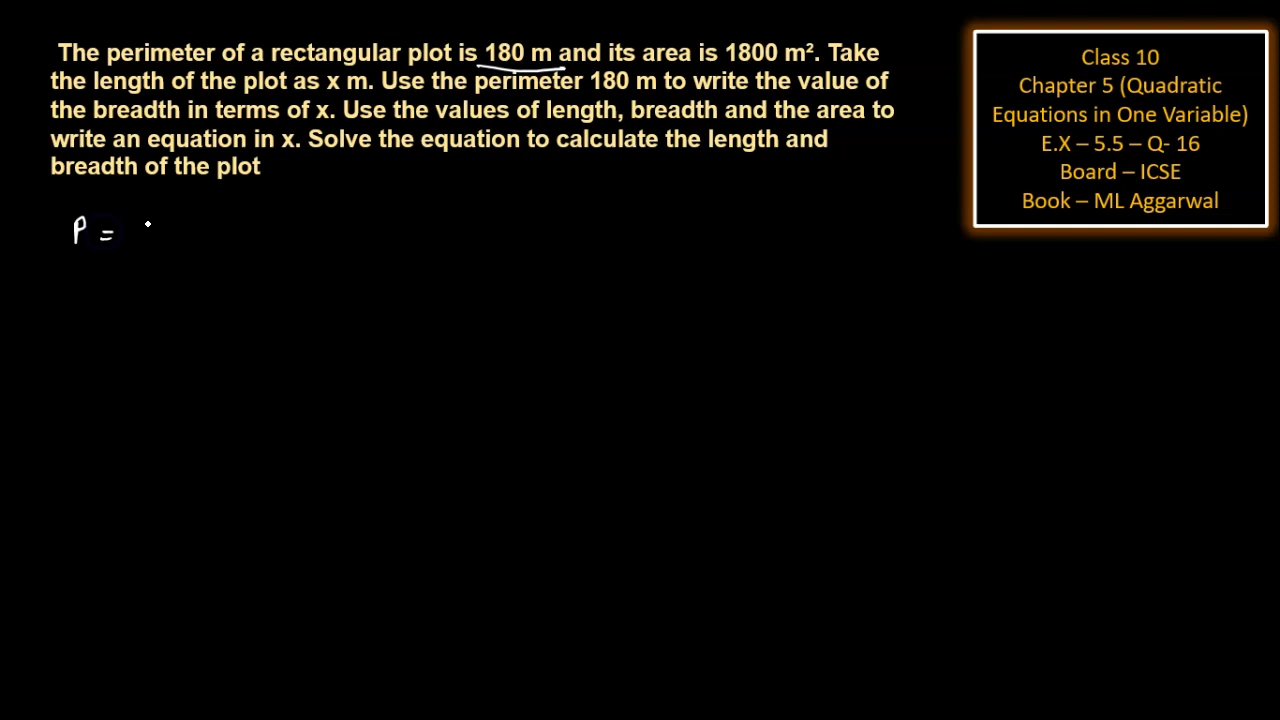 The perimeter of a rectangular plot is 180 m and its area is 1800 m². Take
the length of the plot as x m. Use the perimeter 180 m to write the value of
the breadth in terms of x. Use the values of length, breadth and the area to
write an equation in x. Solve the equation to calculate the length and
breadth of the plot
P =
Class 10
Chapter 5 (Quadratic
Equations in One Variable)
E.X – 5.5 – Q- 16
Board – ICSE
Book – ML Aggarwal